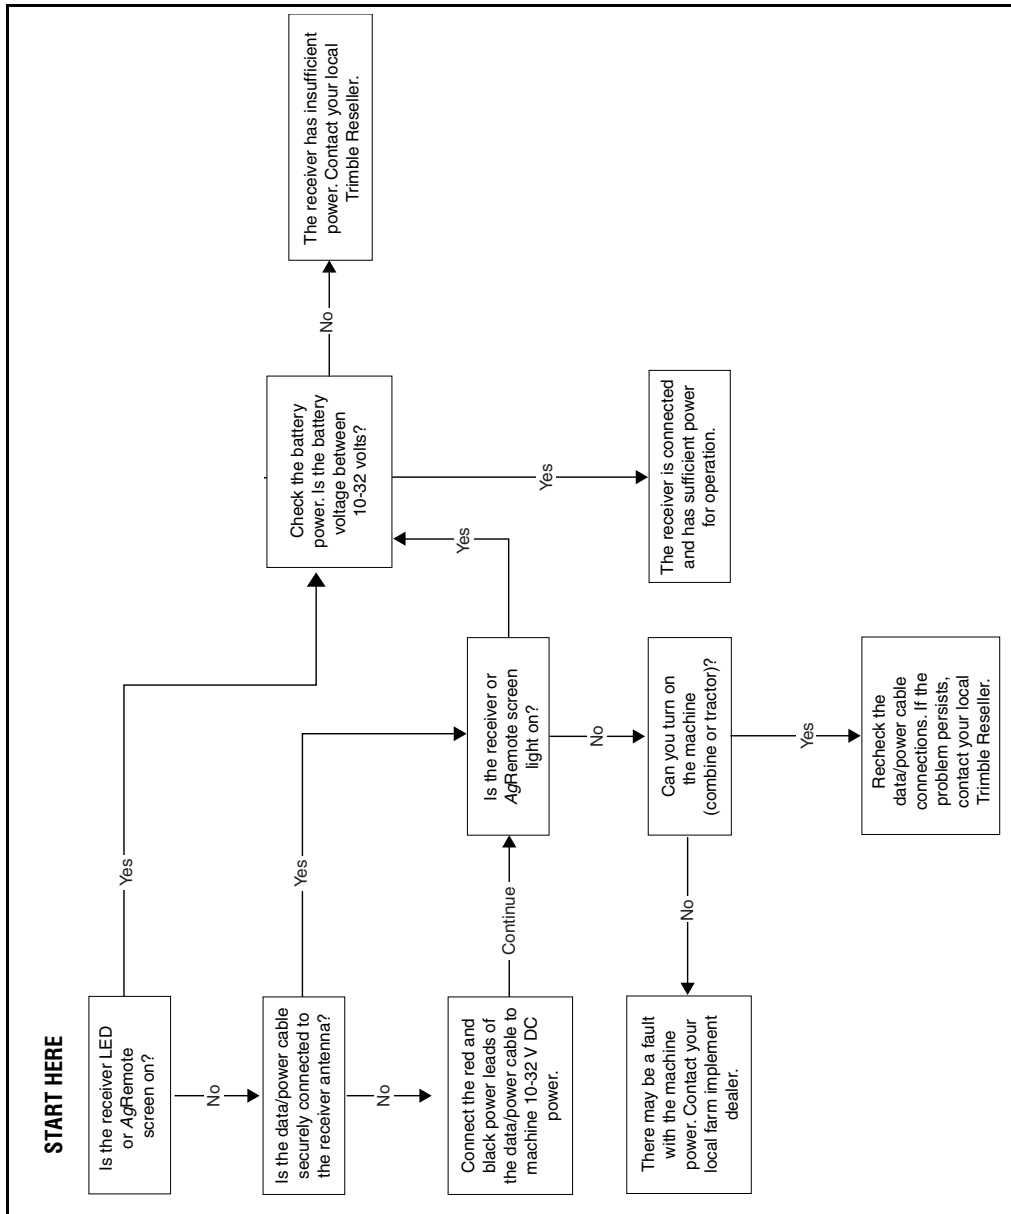 START HERE
Is the receiver LED
or AgRemote
screen on?
Yes
No
Is the data/power cable
securely connected to
the receiver antenna?
Yes
No
Connect the red and
black power leads of
the data/power cable to
machine 10-32 V DC
power.
Continue
Is the receiver or
AgRemote screen
light on?
Yes
No
Check the battery
power. Is the battery
voltage between
10-32 volts?
No
The receiver has insufficient
power. Contact your local
Trimble Reseller.
Yes
The receiver is connected
and has sufficient power
for operation.
Can you turn on
the machine
(combine or tractor)?
No
There may be a fault
with the machine
power. Contact your
local farm implement
dealer.
Yes
Recheck the
data/power cable
connections. If the
problem persists,
contact your local
Trimble Reseller.